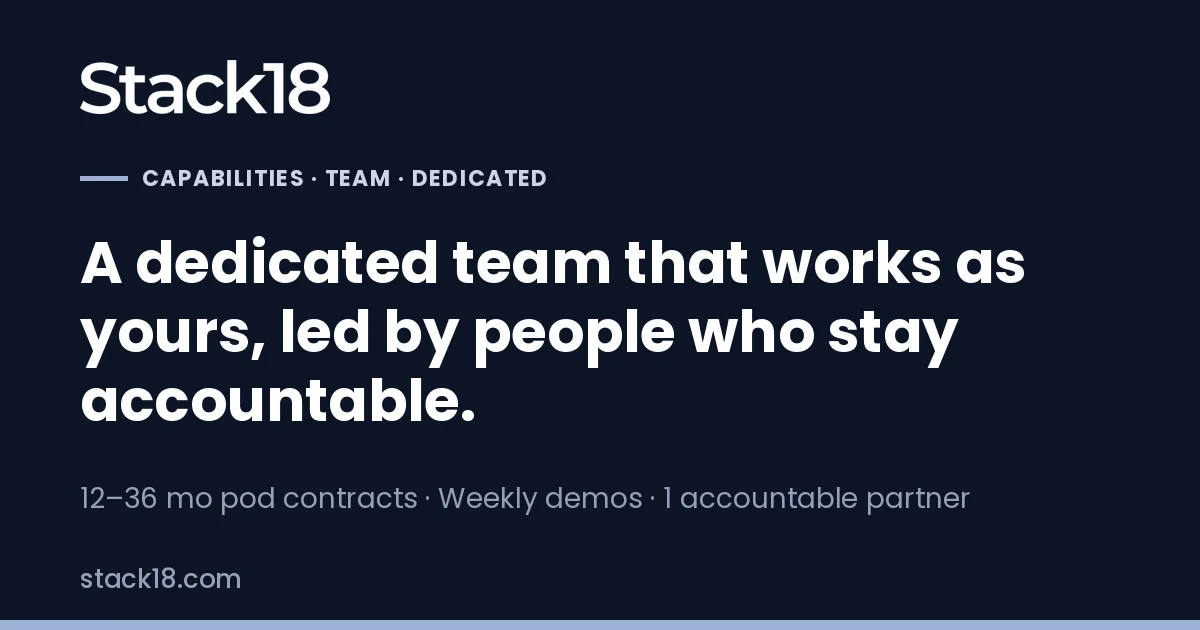 Stack18
CAPABILITIES · TEAM · DEDICATED
A dedicated team that works as
yours, led by people who stay
accountable.
12–36 mo pod contracts · Weekly demos · 1 accountable partner
stack18.com